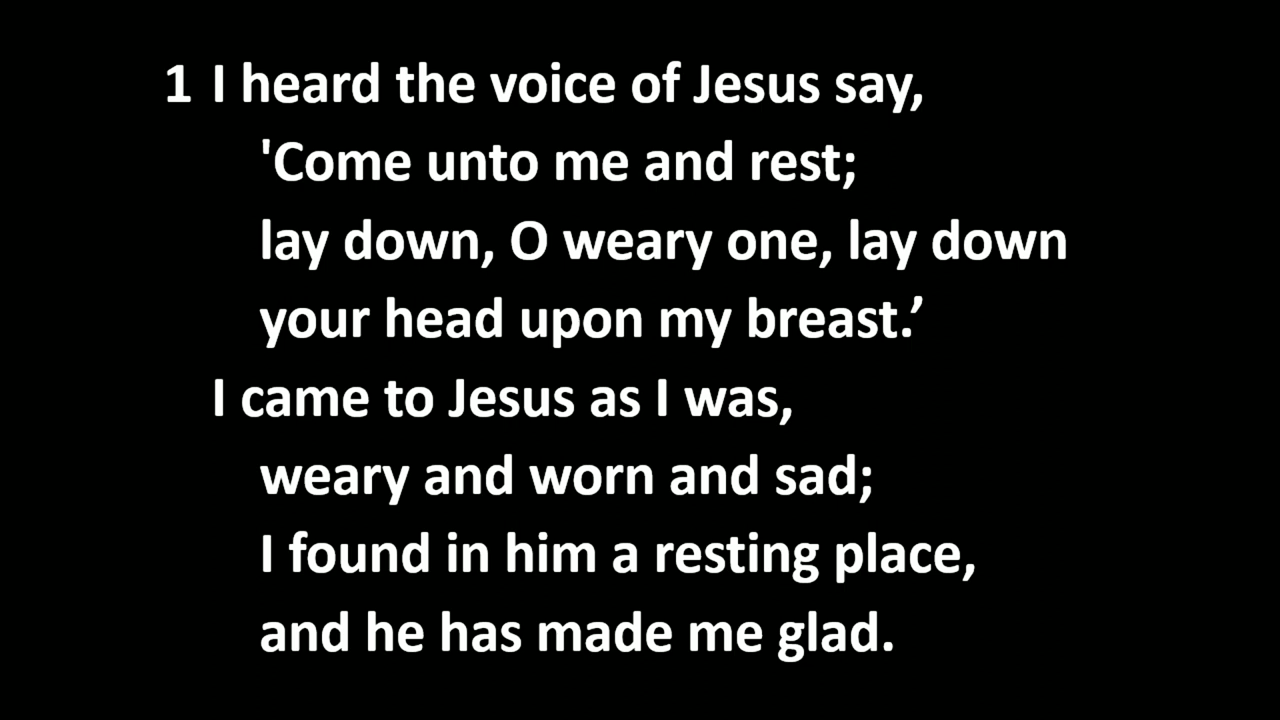 1 I heard the voice of Jesus say,
'Come unto me and rest;
lay down, O weary one, lay down
your head upon my breast.’
I came to Jesus as I was,
weary and worn and sad;
I found in him a resting place,
and he has made me glad.